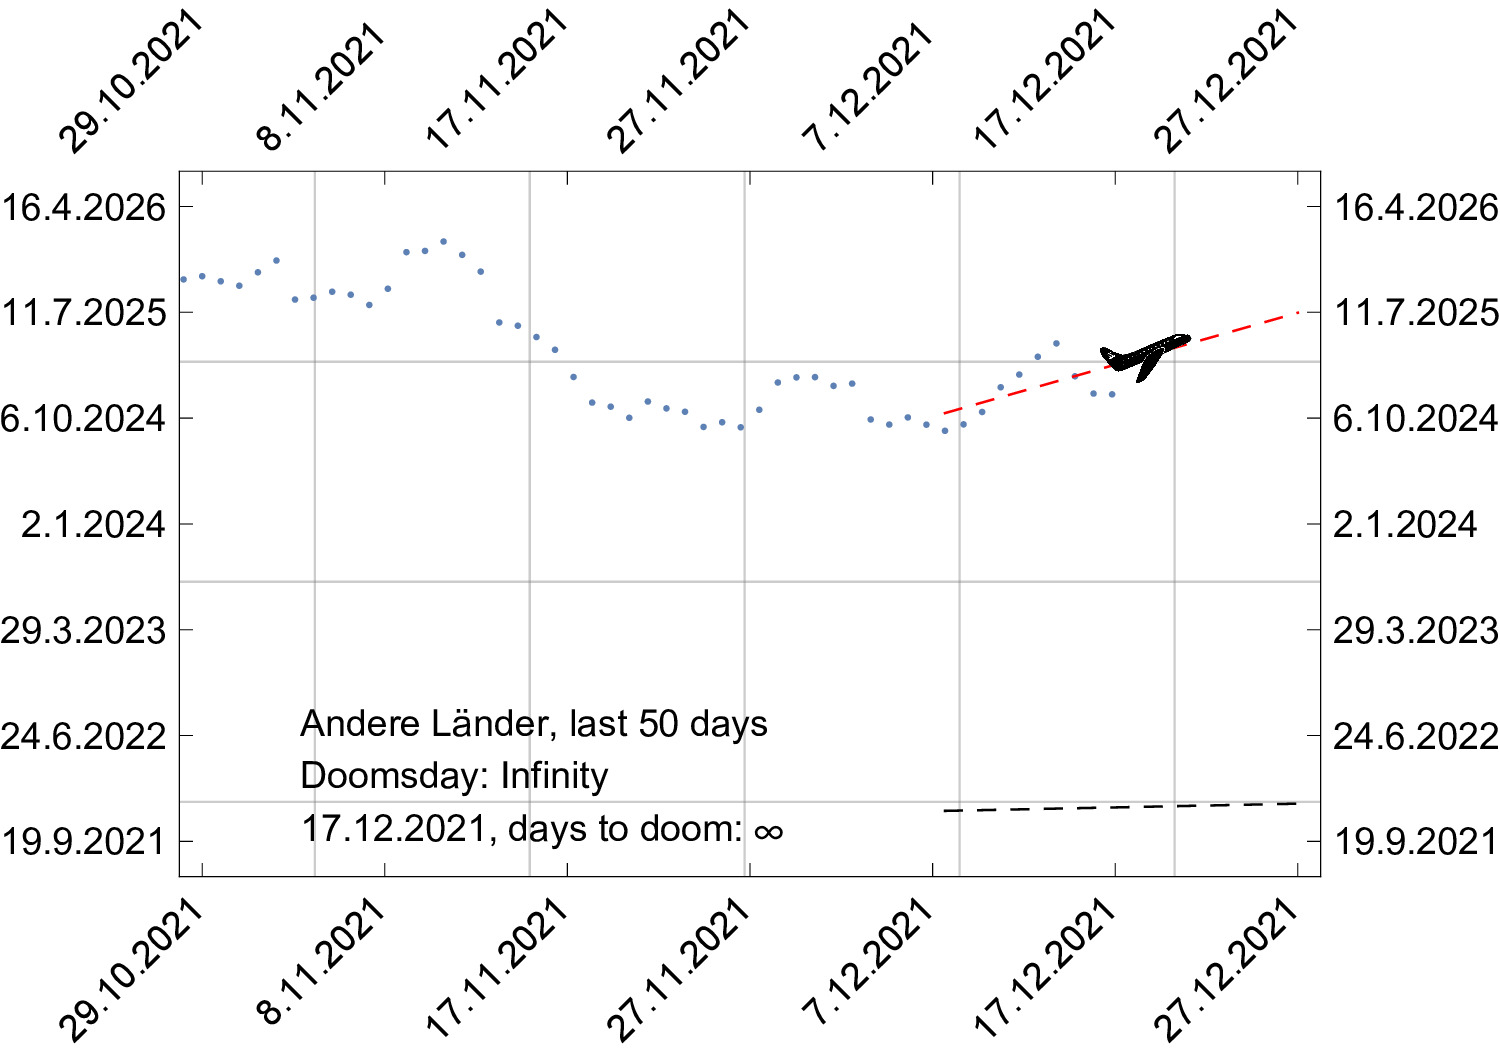 29.10.2021 8.11.2021 17.11.2021 27.11.2021 7.12.2021 17.12.2021 27.12.2021
16.4.2026 16.4.2026
11.7.2025 11.7.2025
6.10.2024 6.10.2024
2.1.2024 2.1.2024
29.3.2023 29.3.2023
Andere Länder, last 50 days
24.6.2022 24.6.2022
Doomsday: Infinity
17.12.2021, days to doom: ∞
19.9.2021 19.9.2021
29.10.2021 8.11.2021 17.11.2021 27.11.2021 7.12.2021 17.12.2021 27.12.2021